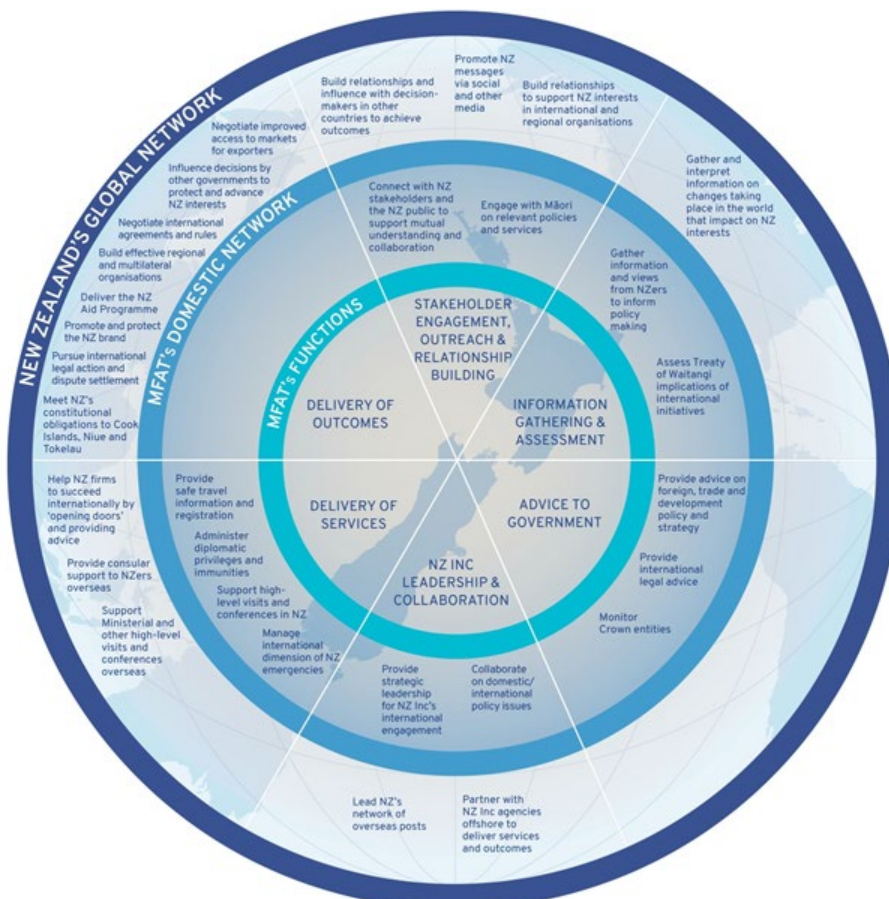 NEW ZEALAND'S GLOBAL NETWORK
Build relationships and
influence with decision-
makers in other
countries to achieve
outcomes
Promote NZ
messages
via social
and other
media
Build relationships
to support NZ interests
in international and
regional organisations
Gather and
interpret
information on
changes taking
place in the world
that impact on NZ
interests
Negotiate improved
access to markets
for exporters
Influence decisions by
other governments to
protect and advance
NZ interests
Negotiate international
agreements and rules
Build effective regional
and multilateral
organisations
Deliver the NZ
Aid Programme
Promote and protect
the NZ brand
Pursue international
legal action and
dispute settlement
Meet NZ's
constitutional
obligations to Cook
Islands, Niue and
Tokelau
Help NZ firms
to succeed
internationally by
'opening doors'
and providing
advice
Provide consular
support to NZers
overseas
Support
Ministerial and
other high-level
visits and
conferences
overseas
Lead NZ's
network of
overseas posts
Partner with
NZ Inc agencies
offshore to
deliver services
and outcomes
MFAT's DOMESTIC NETWORK
Connect with NZ
stakeholders and
the NZ public to
support mutual
understanding and
collaboration
Engage with Māori
on relevant policies
and services
Gather
information
and views
from NZers
to inform
policy
making
Assess Treaty
of Waitangi
implications of
international
initiatives
Provide advice on
foreign, trade and
development
policy and
strategy
Provide
international
legal advice
Monitor
Crown entities
Collaborate
on domestic/
international
policy issues
Provide
strategic
leadership
for NZ Inc's
international
engagement
Manage
international
dimension of NZ
emergencies
Support high-
level visits and
conferences in NZ
Administer
diplomatic
privileges and
immunities
Provide
safe travel
information and
registration
MFAT's FUNCTIONS
STAKEHOLDER
ENGAGEMENT,
OUTREACH &
RELATIONSHIP
BUILDING
INFORMATION
GATHERING &
ASSESSMENT
ADVICE TO
GOVERNMENT
NZ INC
LEADERSHIP &
COLLABORATION
DELIVERY OF
SERVICES
DELIVERY OF
OUTCOMES